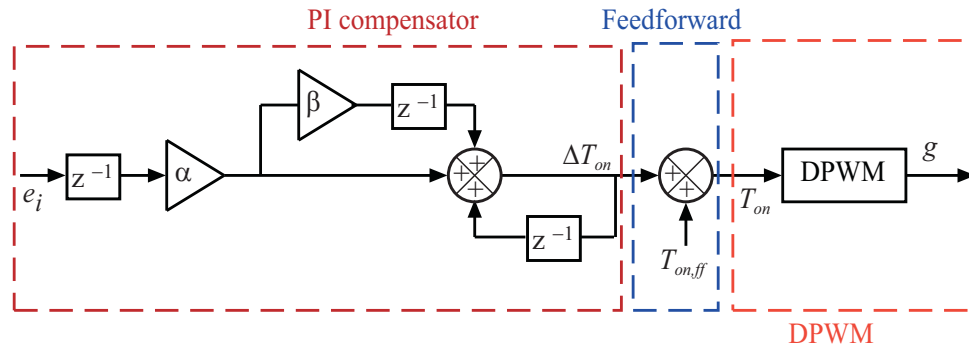 PI compensator
Feedforward
β
z⁻¹
e_i
z⁻¹
α
+
+
+
ΔT_on
+
+
T_on
DPWM
g
z⁻¹
T_on,ff
DPWM